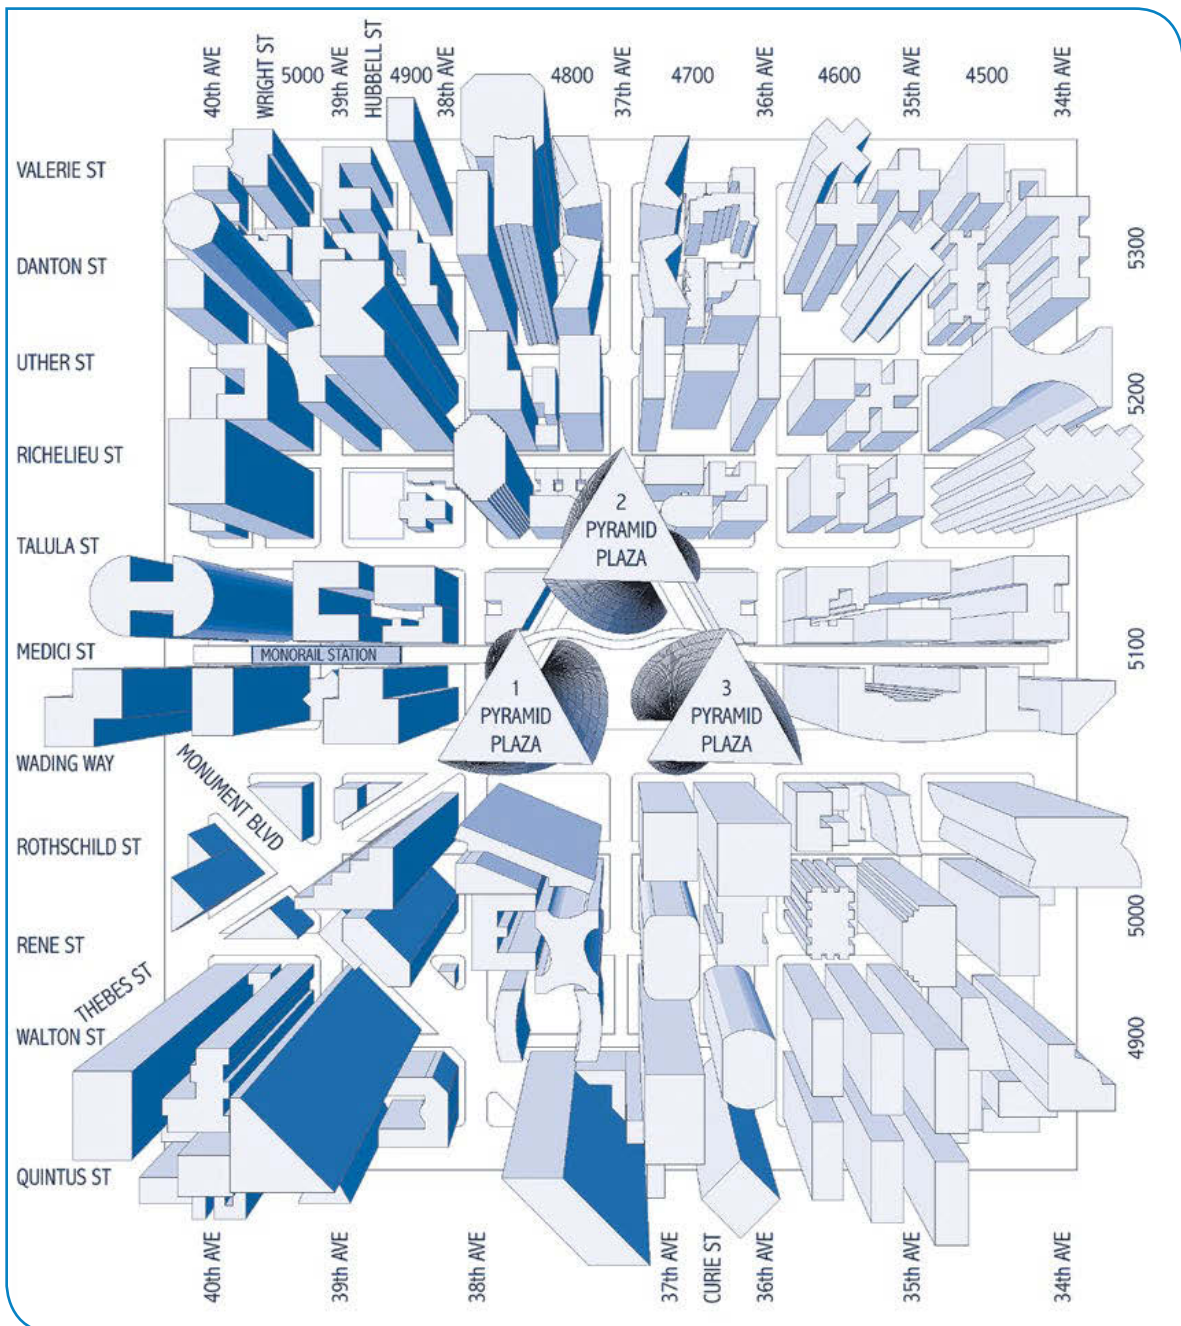 40th AVE
WRIGHT ST
5000
39th AVE
HUBBELL ST
4900
38th AVE
4800
37th AVE
4700
36th AVE
4600
35th AVE
4500
34th AVE
VALERIE ST
5300
DANTON ST
UTHER ST
5200
RICHELIEU ST
2
PYRAMID
PLAZA
TALULA ST
MEDICI ST
MONORAIL STATION
5100
1
PYRAMID
PLAZA
3
PYRAMID
PLAZA
WADING WAY
MONUMENT BLVD
ROTHSCHILD ST
5000
RENE ST
THEBES ST
WALTON ST
4900
QUINTUS ST
40th AVE
39th AVE
38th AVE
37th AVE
CURIE ST
36th AVE
35th AVE
34th AVE